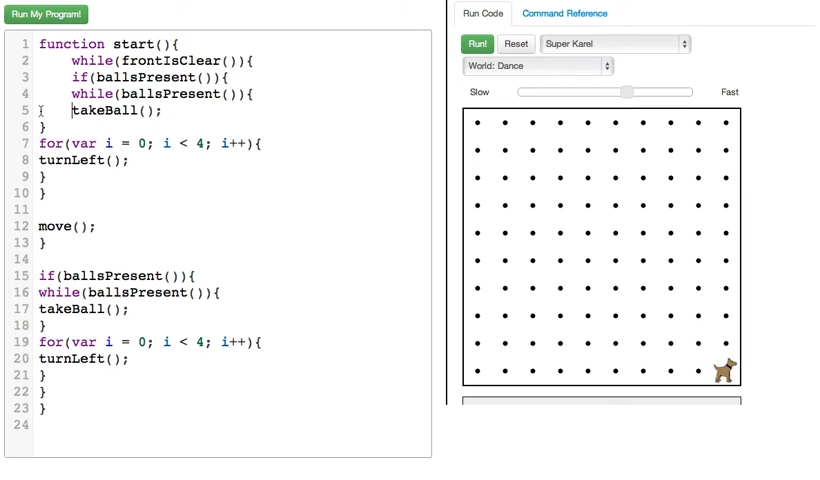 Run My Program!
1 function start(){
2 while(frontIsClear()){
3 if(ballsPresent()){
4 while(ballsPresent()){
5 takeBall();
6 }
7 for(var i = 0; i < 4; i++){
8 turnLeft();
9 }
10 }
11
12 move();
13 }
14
15 if(ballsPresent()){
16 while(ballsPresent()){
17 takeBall();
18 }
19 for(var i = 0; i < 4; i++){
20 turnLeft();
21 }
22 }
23 }
24
Run Code Command Reference
Run! Reset Super Karel
World: Dance
Slow Fast